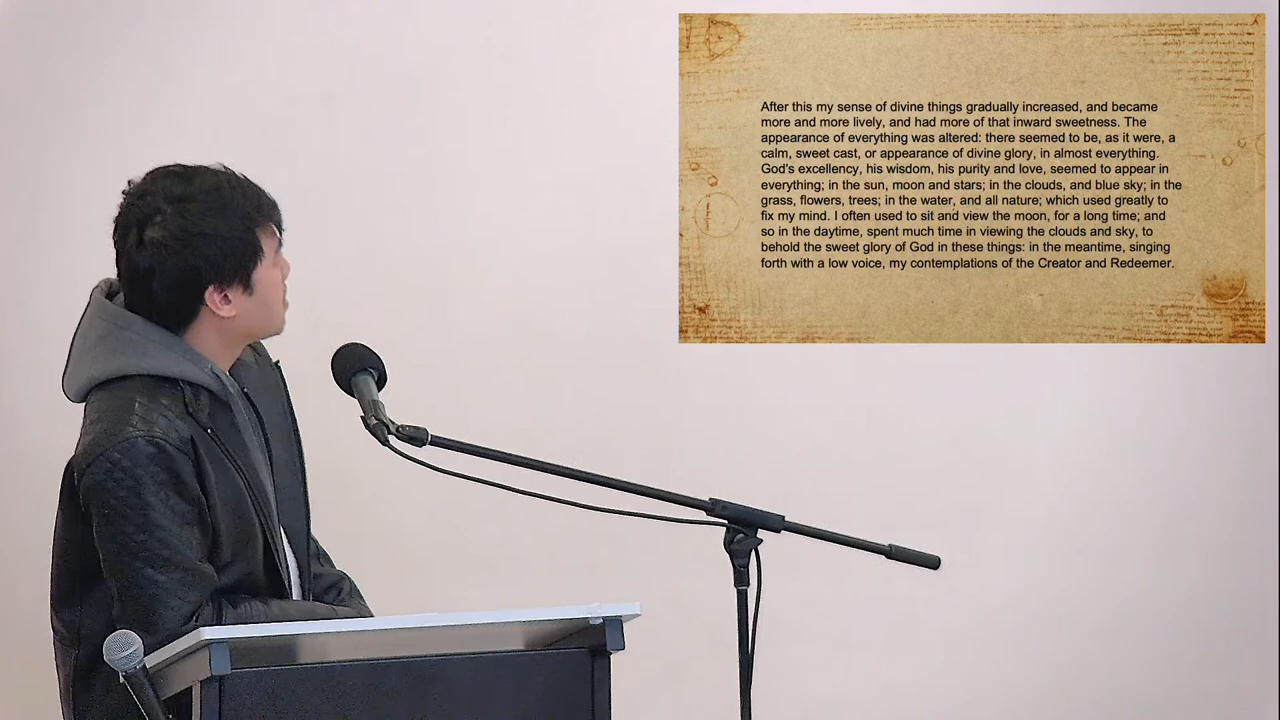 After this my sense of divine things gradually increased, and became
more and more lively, and had more of that inward sweetness. The
appearance of everything was altered: there seemed to be, as it were, a
calm, sweet cast, or appearance of divine glory, in almost everything.
God's excellency, his wisdom, his purity and love, seemed to appear in
everything; in the sun, moon and stars; in the clouds, and blue sky; in the
grass, flowers, trees; in the water, and all nature; which used greatly to
fix my mind. I often used to sit and view the moon, for a long time; and
so in the daytime, spent much time in viewing the clouds and sky, to
behold the sweet glory of God in these things: in the meantime, singing
forth with a low voice, my contemplations of the Creator and Redeemer.